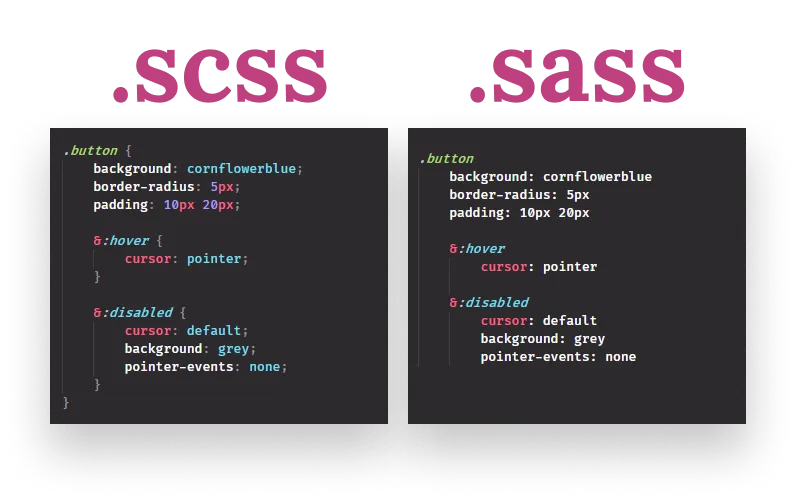 .scss
.button {
    background: cornflowerblue;
    border-radius: 5px;
    padding: 10px 20px;
    &:hover {
        cursor: pointer;
    }
    &:disabled {
        cursor: default;
        background: grey;
        pointer-events: none;
    }
}
.sass
.button
    background: cornflowerblue
    border-radius: 5px
    padding: 10px 20px
    &:hover
        cursor: pointer
    &:disabled
        cursor: default
        background: grey
        pointer-events: none